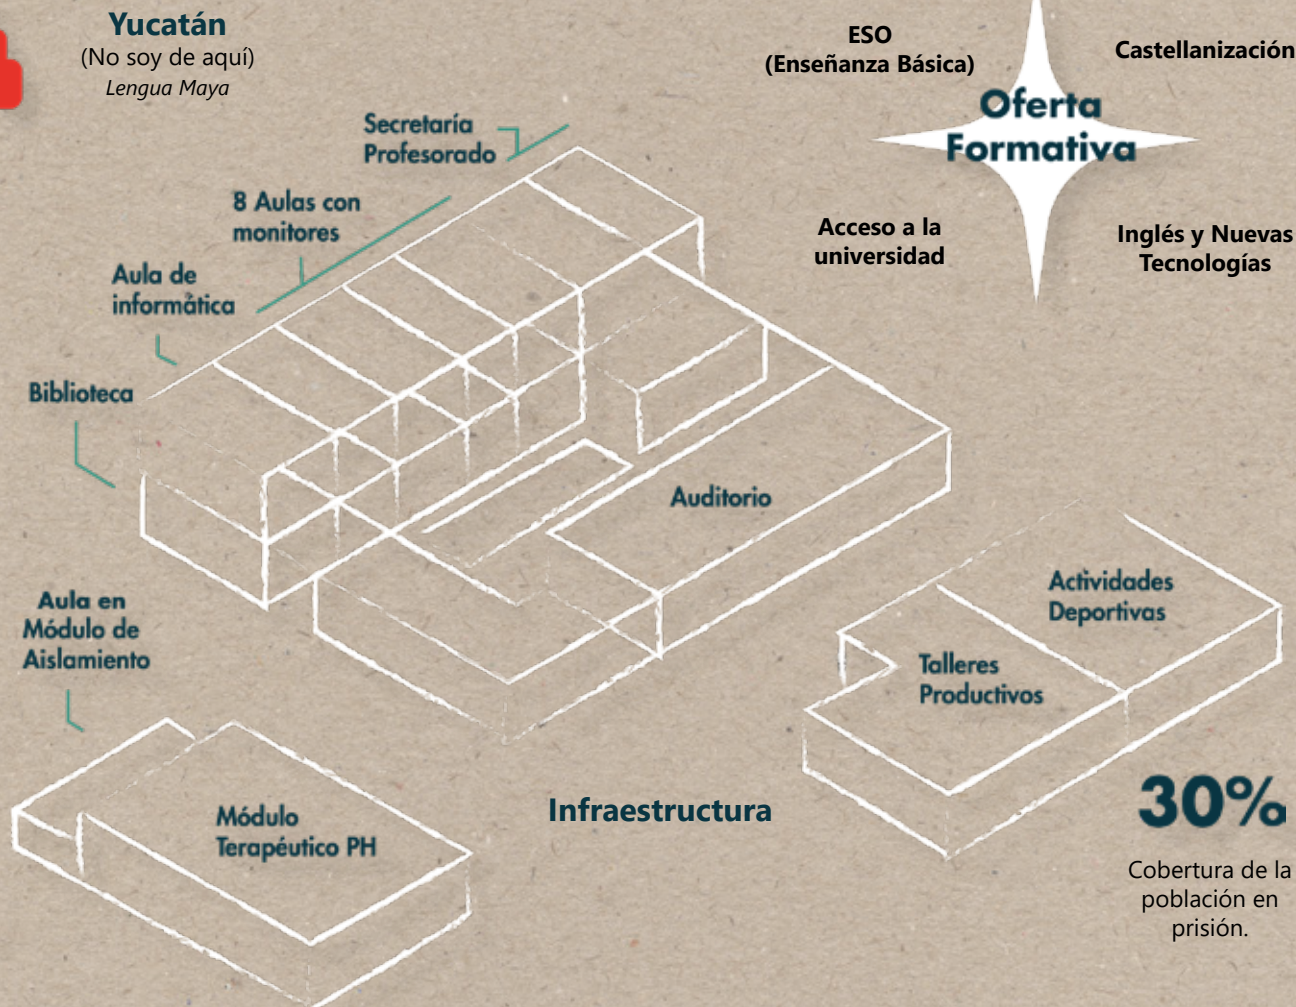 Yucatán
(No soy de aquí)
Lengua Maya
ESO
(Enseñanza Básica)
Castellanización
Oferta
Formativa
Acceso a la
universidad
Inglés y Nuevas
Tecnologías
Secretaría
Profesorado
8 Aulas con
monitores
Aula de
informática
Biblioteca
Auditorio
Aula en
Módulo de
Aislamiento
Actividades
Deportivas
Talleres
Productivos
Módulo
Terapéutico PH
Infraestructura
30%
Cobertura de la
población en
prisión.